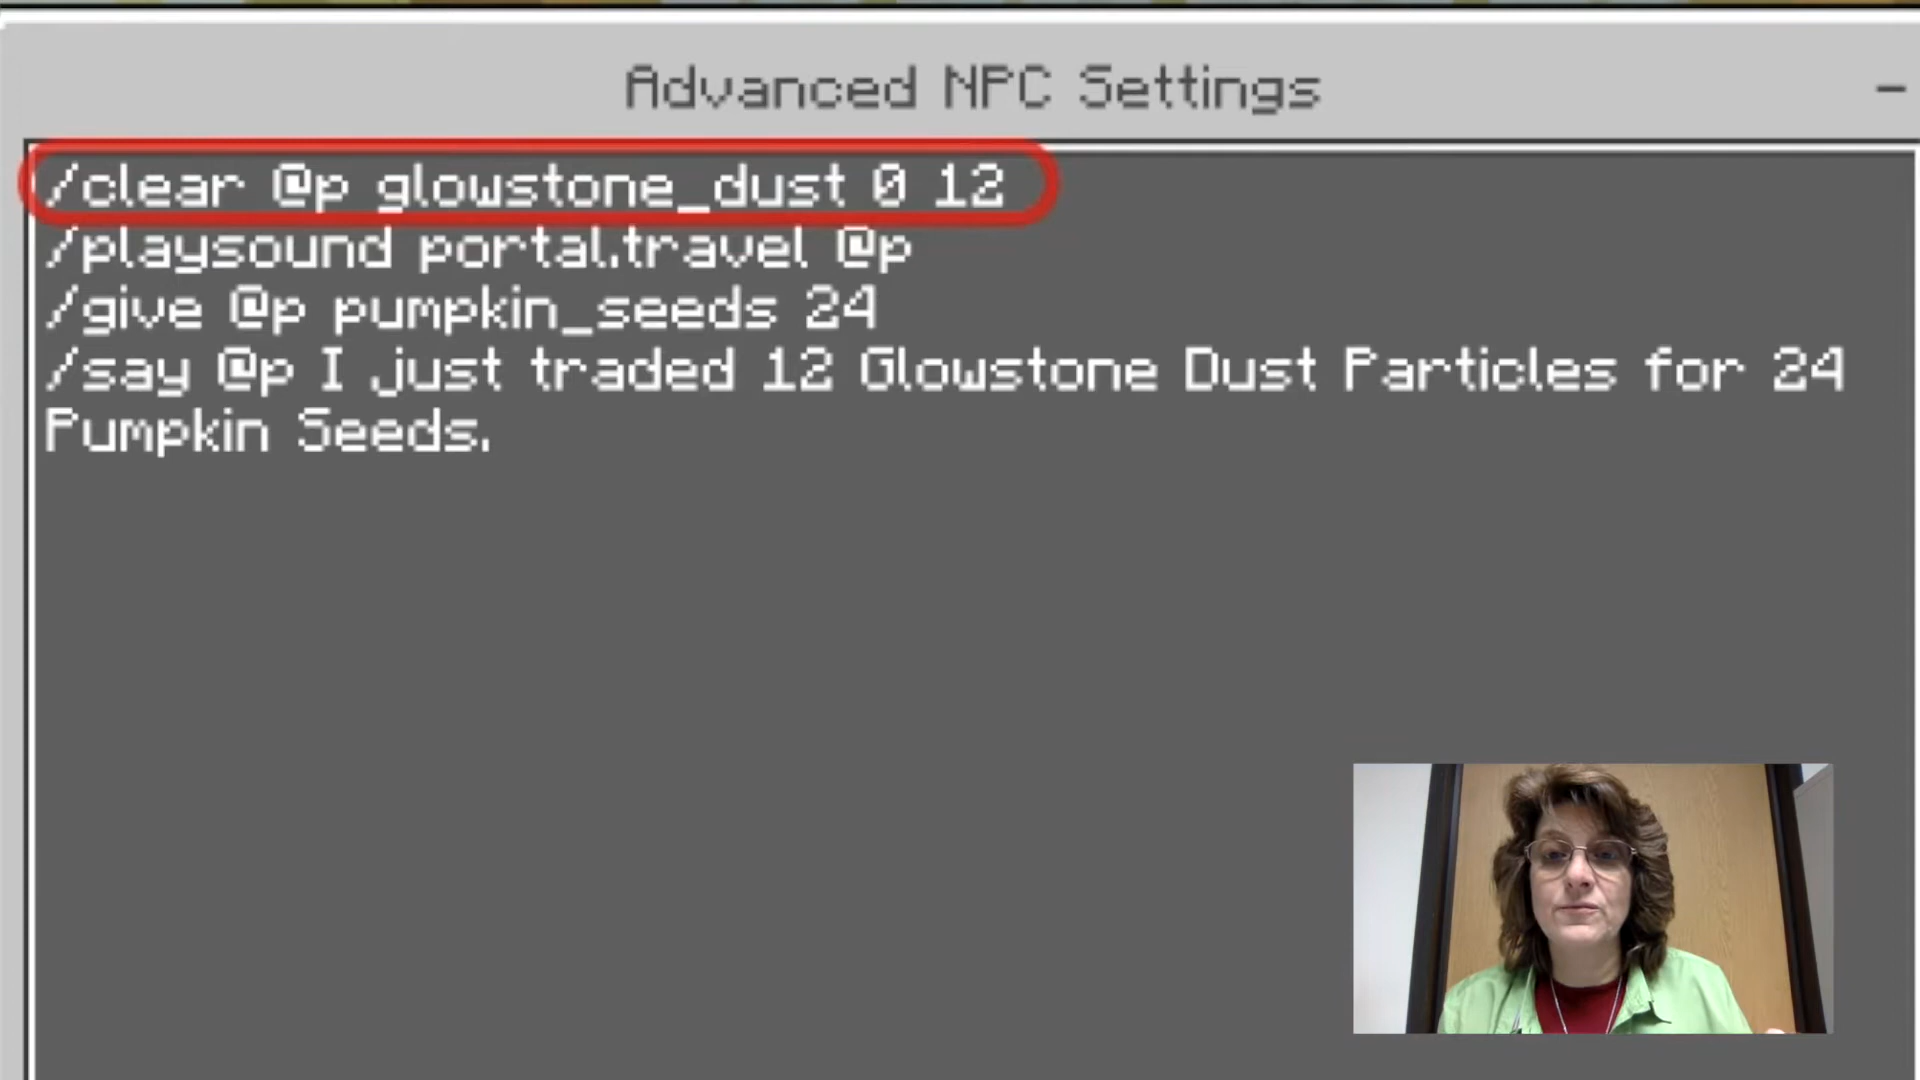 Advanced NPC Settings
/clear @p glowstone_dust 0 12
/playsound portal.travel @p
/give @p pumpkin_seeds 24
/say @p I just traded 12 Glowstone Dust Particles for 24
Pumpkin Seeds.